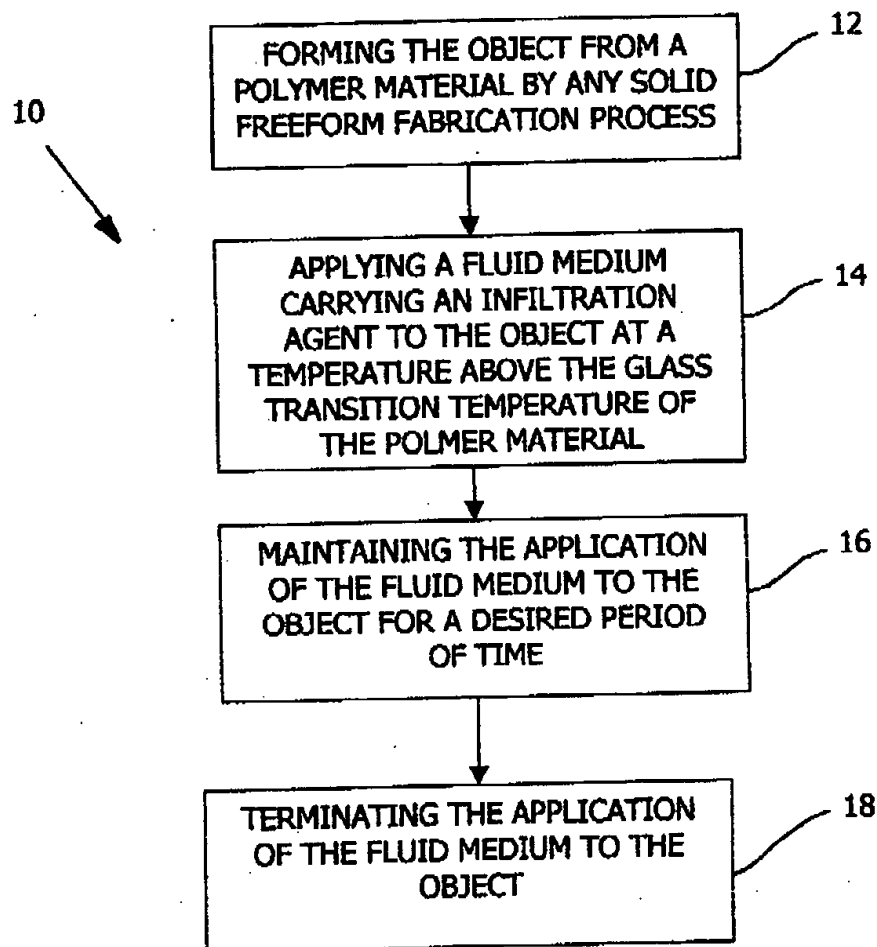 12
FORMING THE OBJECT FROM A
POLYMER MATERIAL BY ANY SOLID
FREEFORM FABRICATION PROCESS
10
14
APPLYING A FLUID MEDIUM
CARRYING AN INFILTRATION
AGENT TO THE OBJECT AT A
TEMPERATURE ABOVE THE GLASS
TRANSITION TEMPERATURE OF
THE POLMER MATERIAL
16
MAINTAINING THE APPLICATION
OF THE FLUID MEDIUM TO THE
OBJECT FOR A DESIRED PERIOD
OF TIME
18
TERMINATING THE APPLICATION
OF THE FLUID MEDIUM TO THE
OBJECT